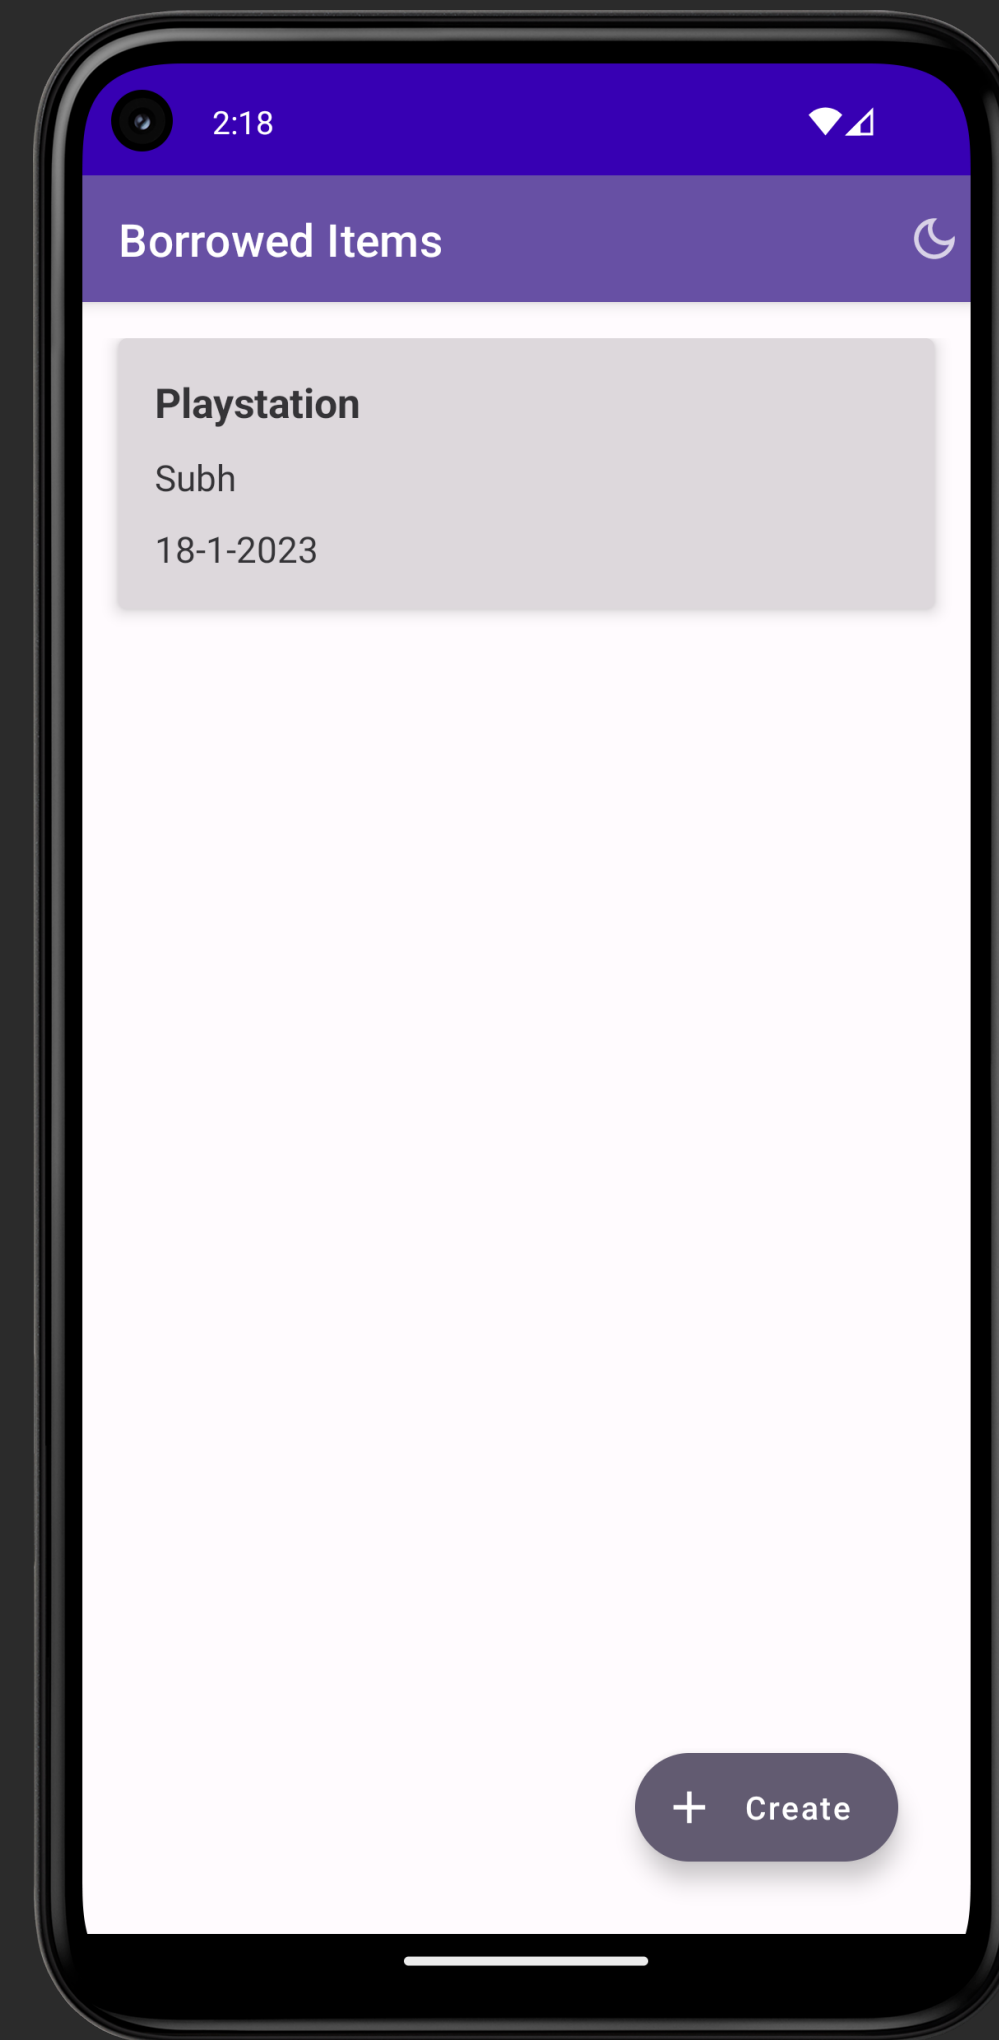 2:18
Borrowed Items
Playstation
Subh
18-1-2023
+ Create